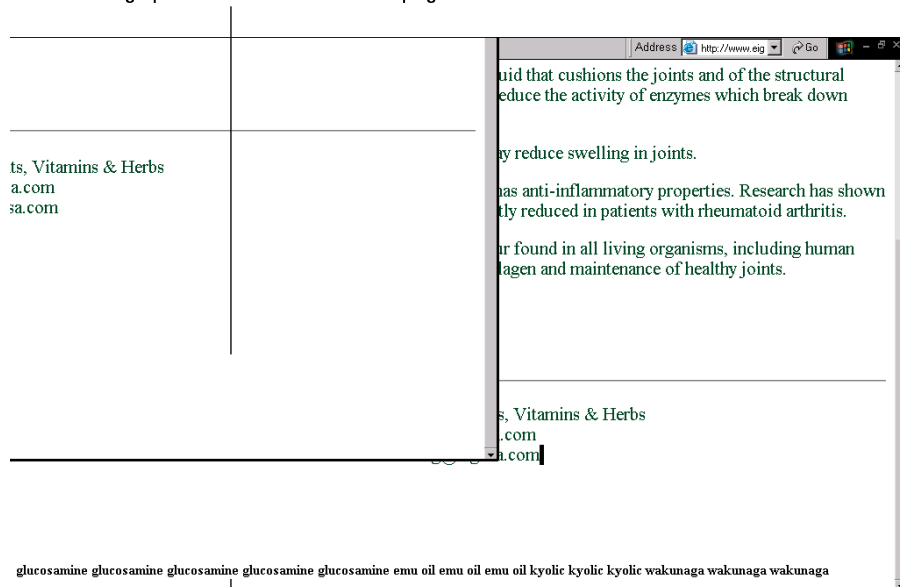 Address http://www.eig Go
uid that cushions the joints and of the structural
educe the activity of enzymes which break down
y reduce swelling in joints.
has anti-inflammatory properties. Research has shown
tly reduced in patients with rheumatoid arthritis.
ur found in all living organisms, including human
lagen and maintenance of healthy joints.
ts, Vitamins & Herbs
a.com
sa.com
s, Vitamins & Herbs
.com
a.com
glucosamine glucosamine glucosamine glucosamine glucosamine emu oil emu oil emu oil kyolic kyolic kyolic wakunaga wakunaga wakunaga